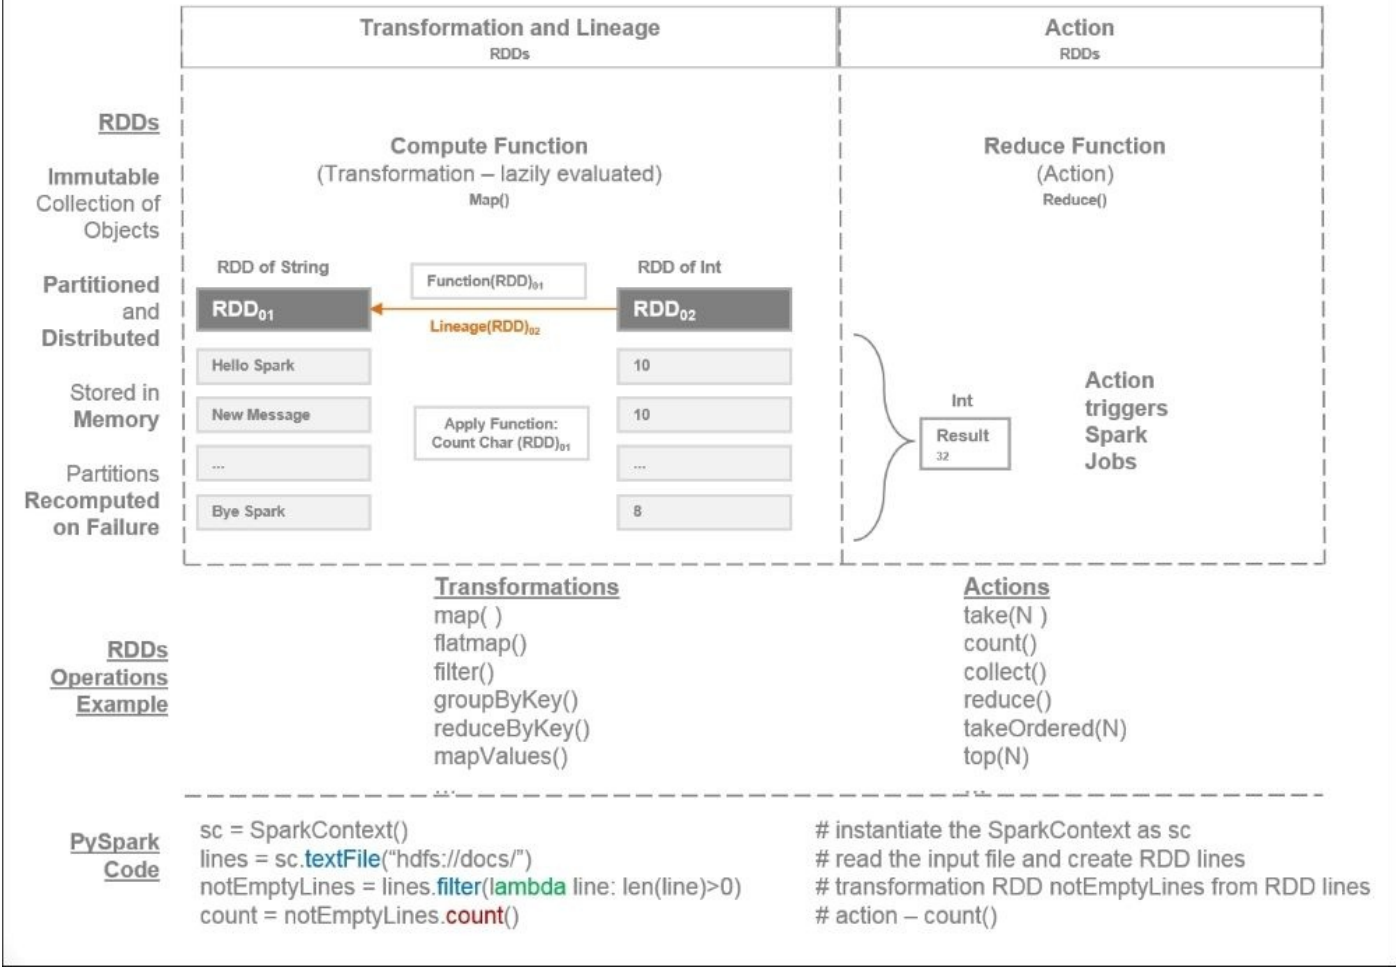 Transformation and Lineage
RDDs
Action
RDDs
RDDs
Immutable
Collection of
Objects
Partitioned
and
Distributed
Stored in
Memory
Partitions
Recomputed
on Failure
Compute Function
(Transformation – lazily evaluated)
Map()
RDD of String
RDD01
Hello Spark
New Message
...
Bye Spark
Function(RDD)01
Lineage(RDD)02
Apply Function:
Count Char (RDD)01
RDD of Int
RDD02
10
10
...
8
Reduce Function
(Action)
Reduce()
Int
Result
32
Action
triggers
Spark
Jobs
RDDs
Operations
Example
Transformations
map( )
flatmap()
filter()
groupByKey()
reduceByKey()
mapValues()
...
Actions
take(N )
count()
collect()
reduce()
takeOrdered(N)
top(N)
...
PySpark
Code
sc = SparkContext() # instantiate the SparkContext as sc
lines = sc.textFile(“hdfs://docs/”) # read the input file and create RDD lines
notEmptyLines = lines.filter(lambda line: len(line)>0) # transformation RDD notEmptyLines from RDD lines
count = notEmptyLines.count() # action – count()